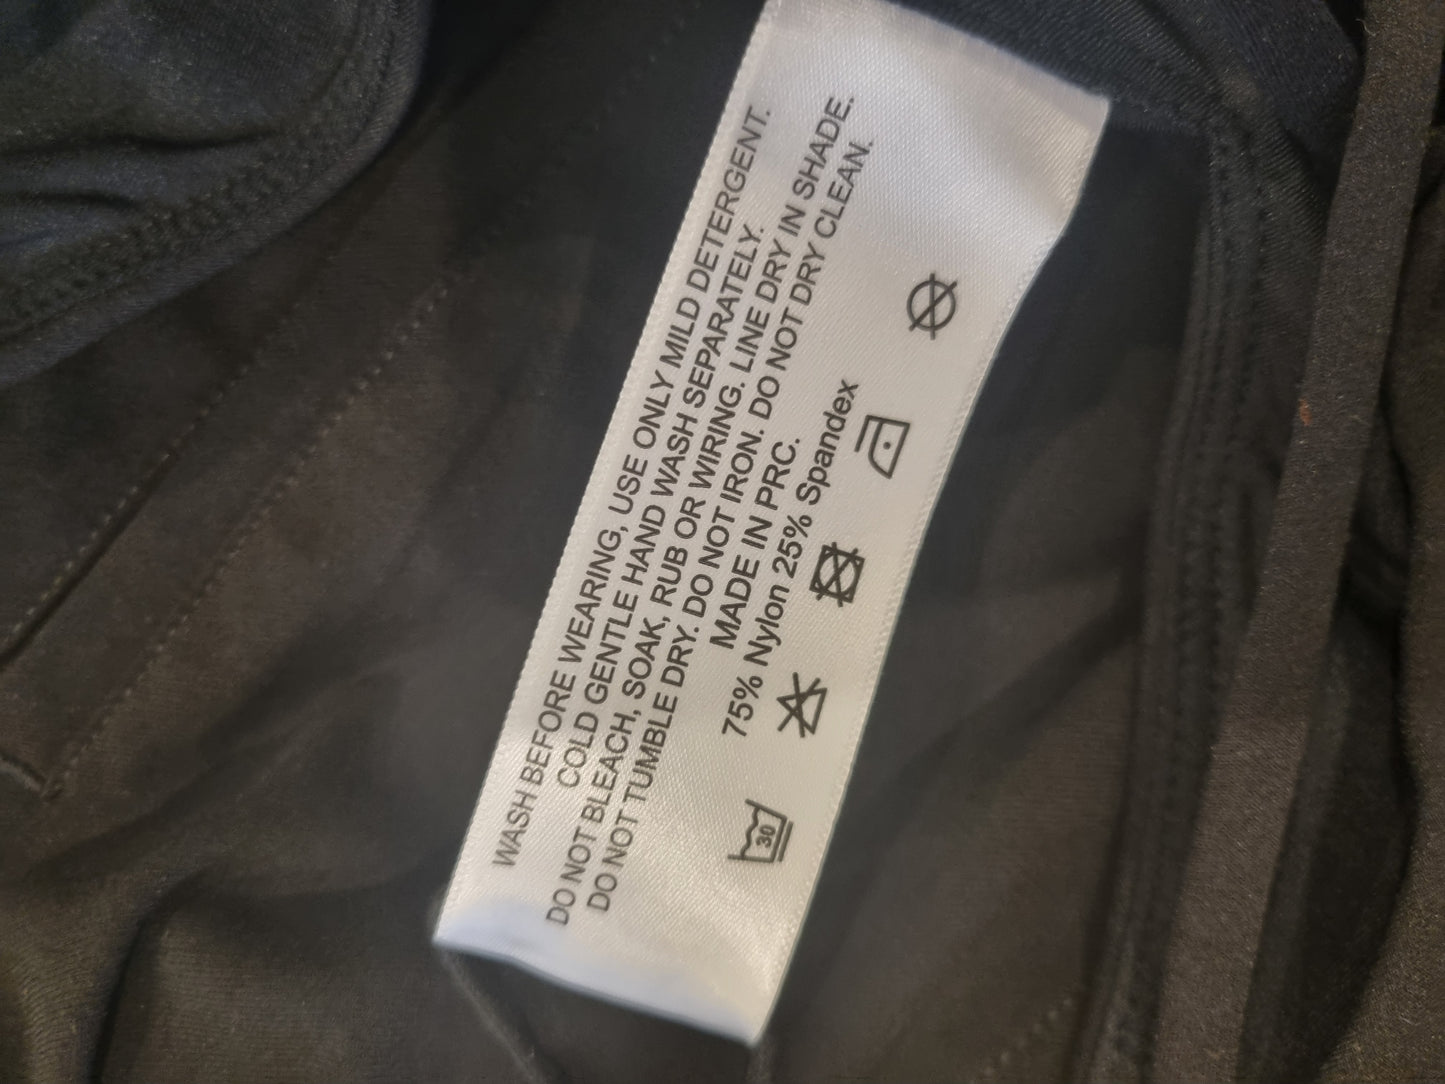 WASH BEFORE WEARING, USE ONLY MILD DETERGENT.
COLD GENTLE HAND WASH SEPARATELY.
DO NOT BLEACH, SOAK, RUB OR WIRING. LINE DRY IN SHADE.
DO NOT TUMBLE DRY. DO NOT IRON. DO NOT DRY CLEAN.
MADE IN PRC.
75% Nylon 25% Spandex
30